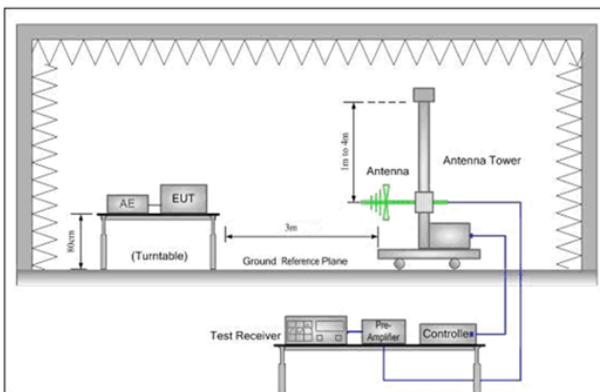 1m to 4m
Antenna
Antenna Tower
AE
EUT
80cm
(Turntable)
3m
Ground Reference Plane
Test Receiver
Pre-
Amplifier
Controller